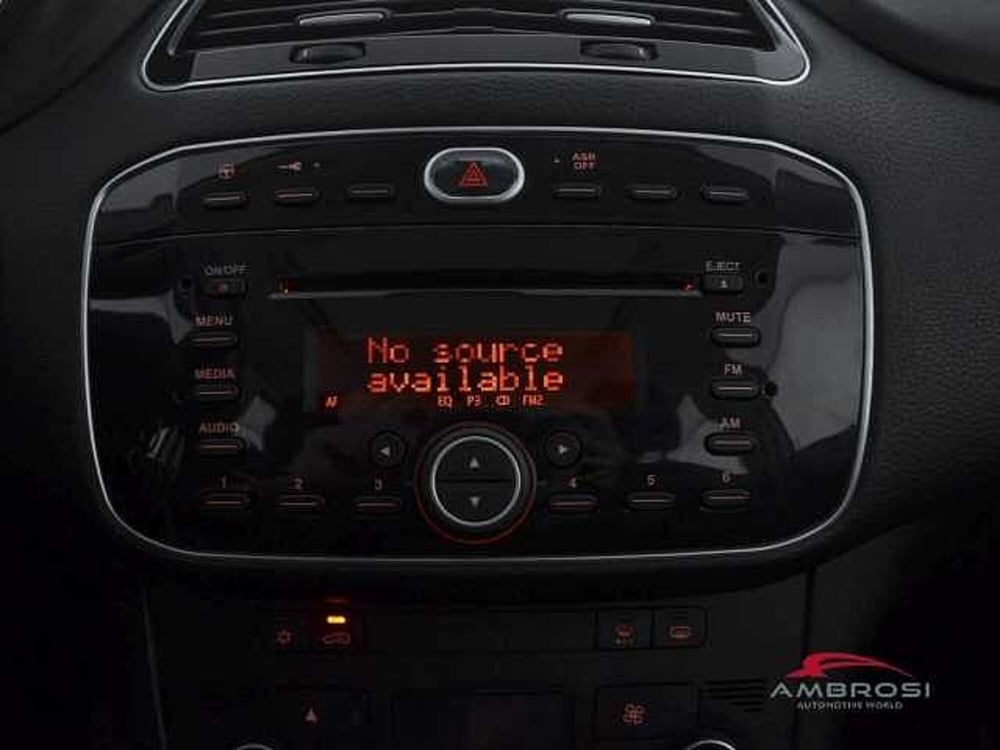 ASR
OFF
ON/OFF
EJECT
MENU
MUTE
No source
available
MEDIA
FM
AF
EQ P3 CD FM2
AUDIO
AM
1 2 3 4 5 6
AMBROSI
AUTOMOTIVE WORLD